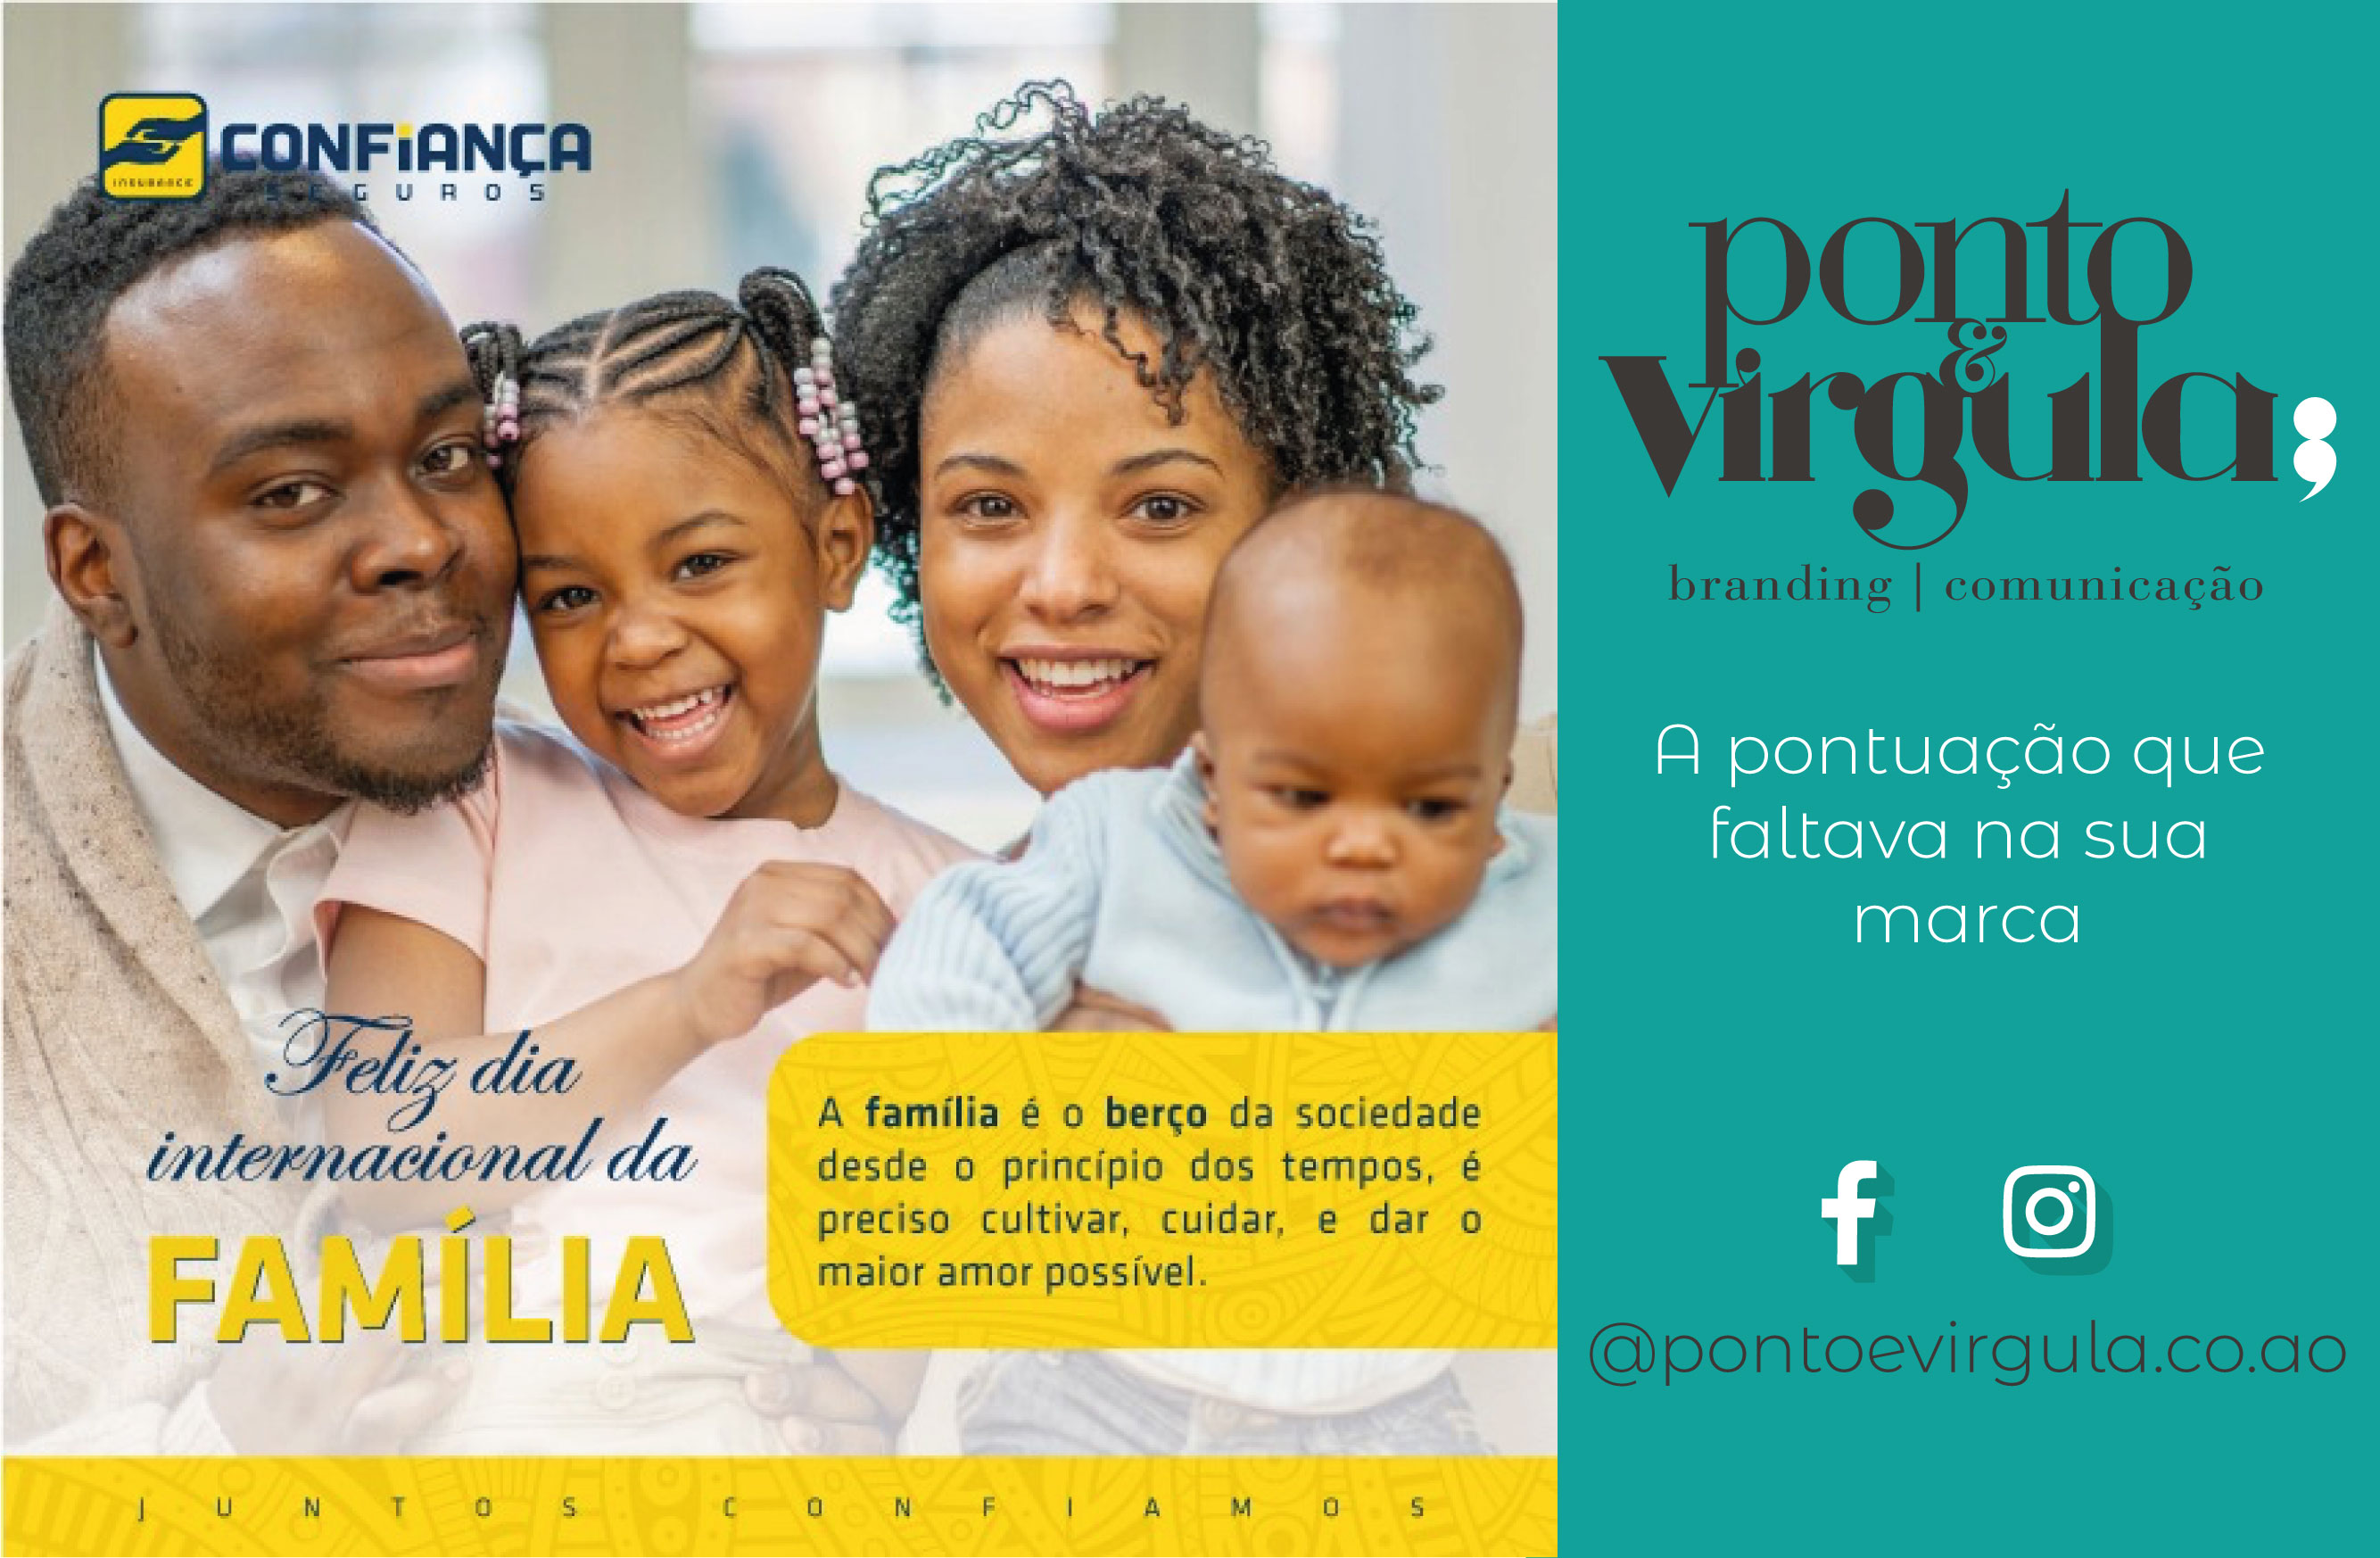 insurance
CONFiANÇA
SEGUROS
Feliz dia
internacional da
FAMÍLIA
A família é o berço da sociedade
desde o princípio dos tempos, é
preciso cultivar, cuidar, e dar o
maior amor possível.
JUNTOS CONFIAMOS
ponto
&
virgula;
branding | comunicação
A pontuação que
faltava na sua
marca
@pontoevirgula.co.ao